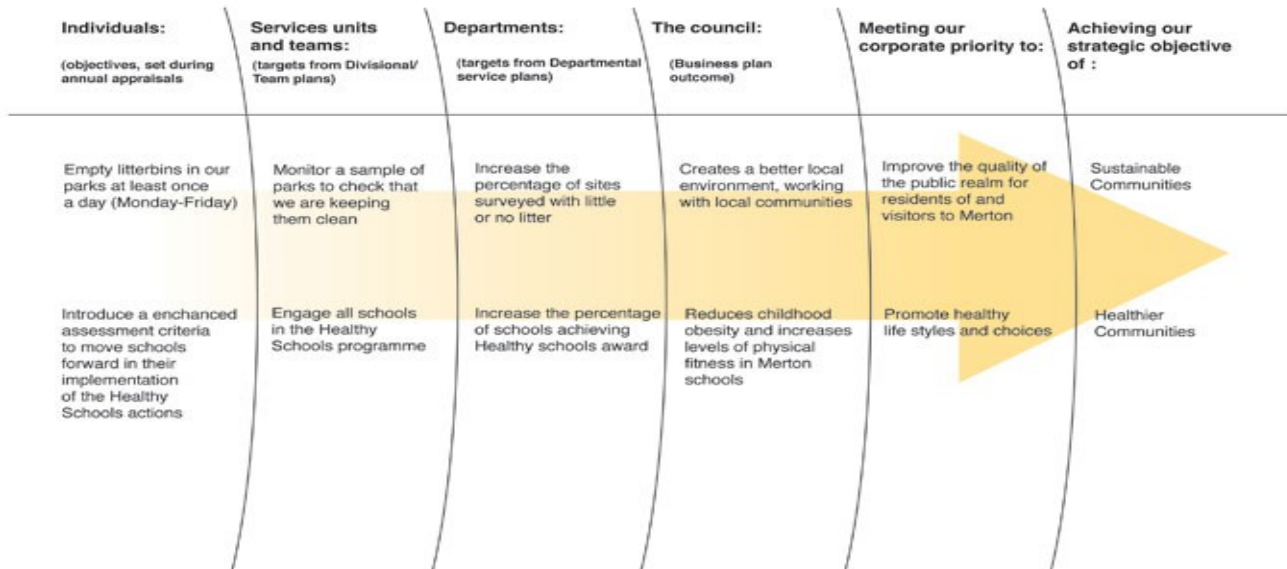 Individuals:
(objectives, set during
annual appraisals
Services units
and teams:
(targets from Divisional/
Team plans)
Departments:
(targets from Departmental
service plans)
The council:
(Business plan
outcome)
Meeting our
corporate priority to:
Achieving our
strategic objective
of :
Empty litterbins in our
parks at least once
a day (Monday-Friday)
Monitor a sample of
parks to check that
we are keeping
them clean
Increase the
percentage of sites
surveyed with little
or no litter
Creates a better local
environment, working
with local communities
Improve the quality of
the public realm for
residents of and
visitors to Merton
Sustainable
Communities
Introduce a enchanced
assessment criteria
to move schools
forward in their
implementation
of the Healthy
Schools actions
Engage all schools
in the Healthy
Schools programme
Increase the percentage
of schools achieving
Healthy schools award
Reduces childhood
obesity and increases
levels of physical
fitness in Merton
schools
Promote healthy
life styles and choices
Healthier
Communities